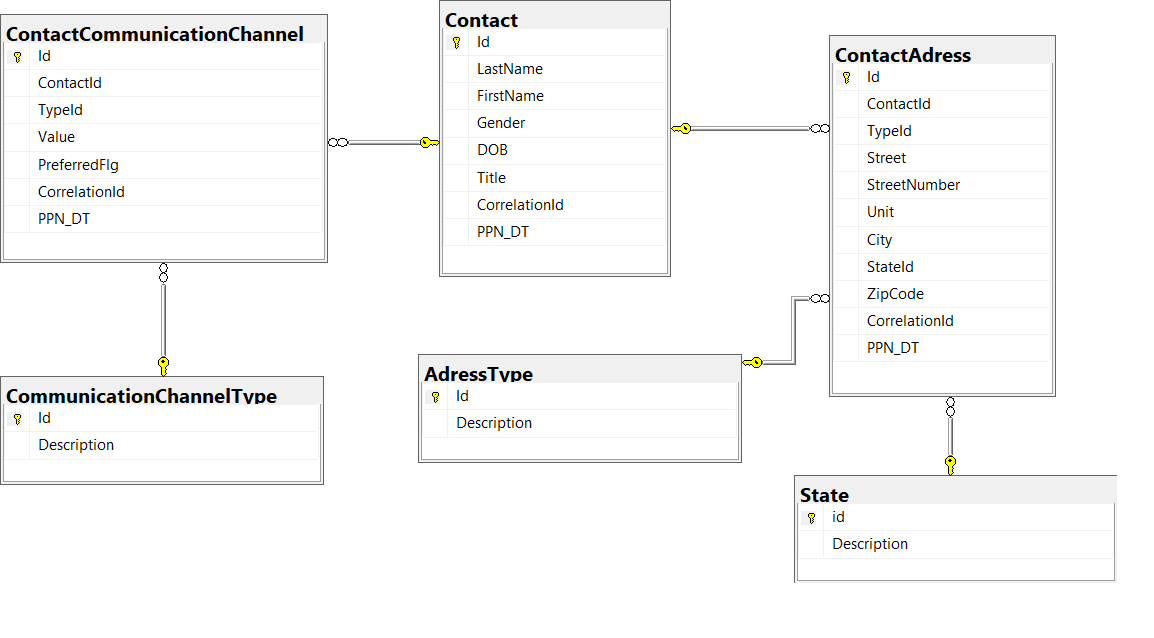 ContactCommunicationChannel
Id
ContactId
TypeId
Value
PreferredFlg
CorrelationId
PPN_DT
Contact
Id
LastName
FirstName
Gender
DOB
Title
CorrelationId
PPN_DT
ContactAdress
Id
ContactId
TypeId
Street
StreetNumber
Unit
City
StateId
ZipCode
CorrelationId
PPN_DT
CommunicationChannelType
Id
Description
AdressType
Id
Description
State
id
Description